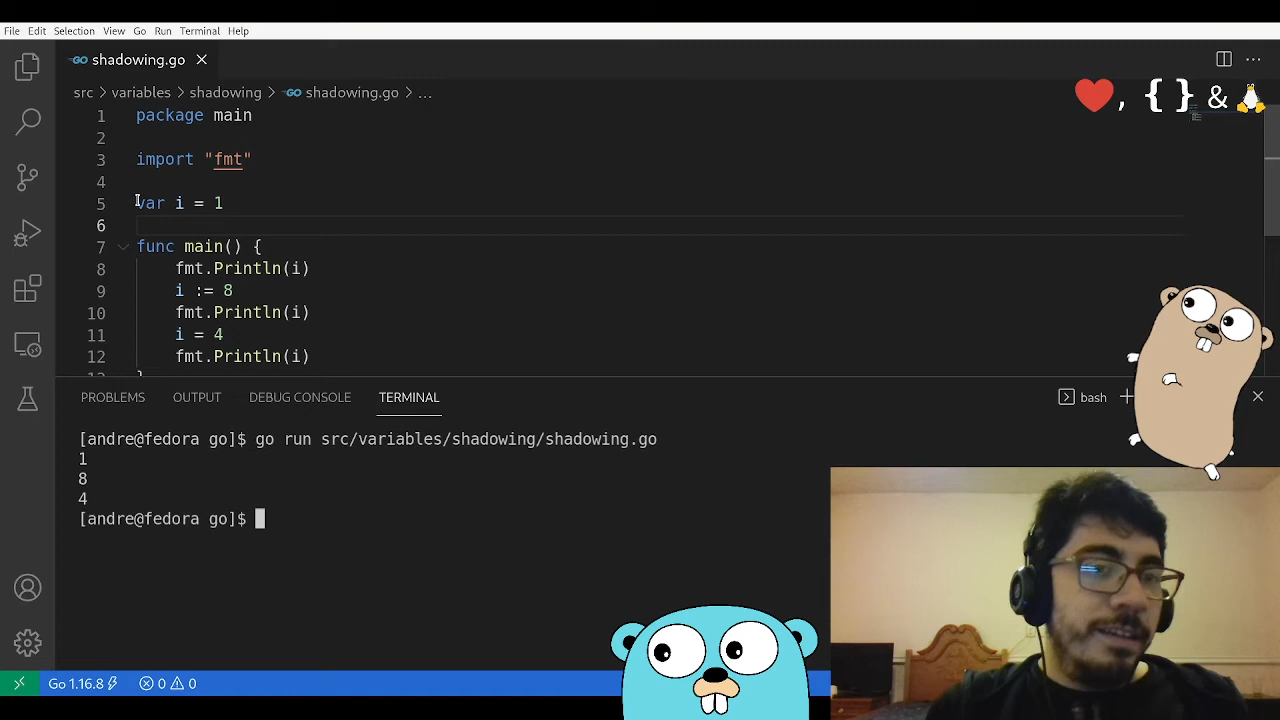 File Edit Selection View Go Run Terminal Help
GO shadowing.go ×
src > variables > shadowing > GO shadowing.go > ...
❤, { } &
1 package main
2
3 import "fmt"
4
5 var i = 1
6
7 func main() {
8 fmt.Println(i)
9 i := 8
10 fmt.Println(i)
11 i = 4
12 fmt.Println(i)
PROBLEMS OUTPUT DEBUG CONSOLE TERMINAL bash
[andre@fedora go]$ go run src/variables/shadowing/shadowing.go
1
8
4
[andre@fedora go]$
Go 1.16.8 0 0